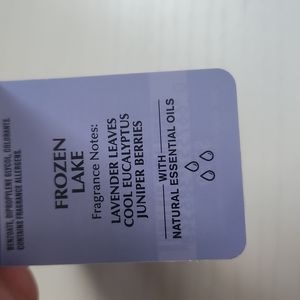 BENZOATE, DIPROPYLENE GLYCOL, COLORANTS.
CONTAINS FRAGRANCE ALLERGENS.
FROZEN
LAKE
Fragrance Notes:
LAVENDER LEAVES
COOL EUCALYPTUS
JUNIPER BERRIES
WITH
NATURAL ESSENTIAL OILS